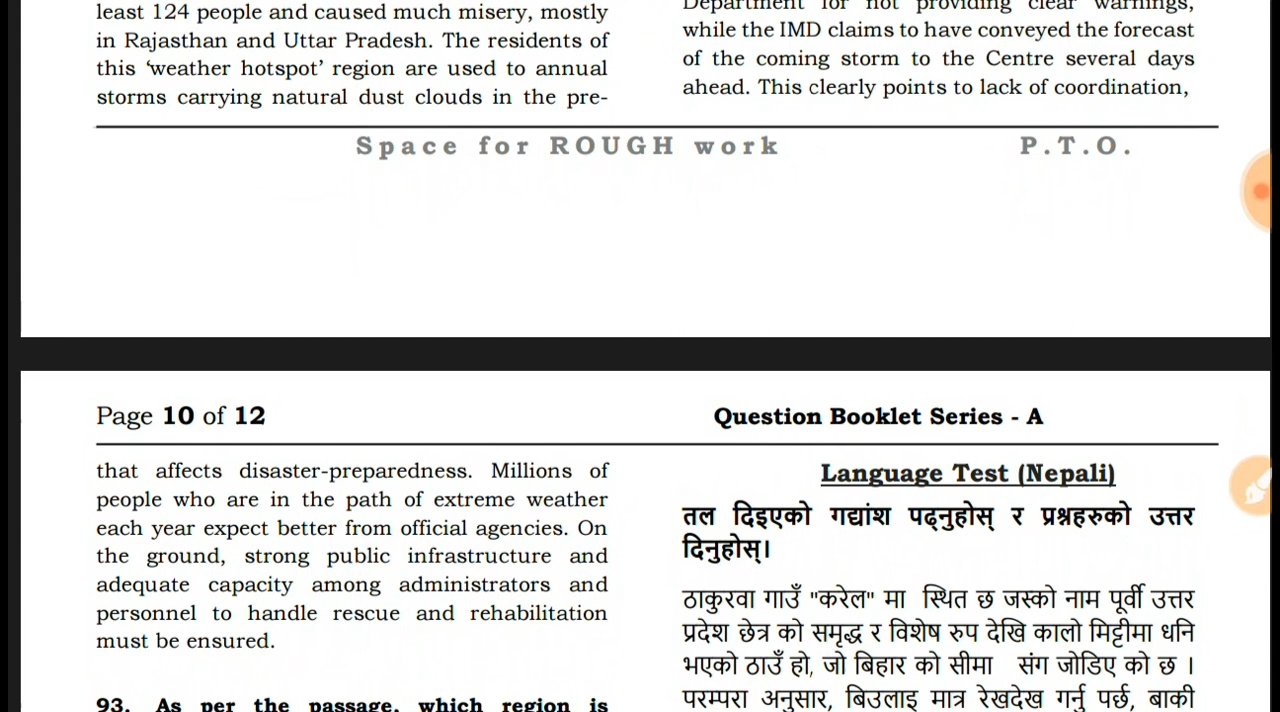 least 124 people and caused much misery, mostly
in Rajasthan and Uttar Pradesh. The residents of
this ‘weather hotspot’ region are used to annual
storms carrying natural dust clouds in the pre-
Department for not providing clear warnings,
while the IMD claims to have conveyed the forecast
of the coming storm to the Centre several days
ahead. This clearly points to lack of coordination,
Space for ROUGH work P.T.O.
Page 10 of 12 Question Booklet Series - A
that affects disaster-preparedness. Millions of
people who are in the path of extreme weather
each year expect better from official agencies. On
the ground, strong public infrastructure and
adequate capacity among administrators and
personnel to handle rescue and rehabilitation
must be ensured.
93. As per the passage, which region is
Language Test (Nepali)
तल दिइएको गद्यांश पढ्नुहोस् र प्रश्नहरुको उत्तर
दिनुहोस्।
ठाकुरवा गाउँ "करेल" मा स्थित छ जस्को नाम पूर्वी उत्तर
प्रदेश छेत्र को समृद्ध र विशेष रुप देखि कालो मिट्टीमा धनि
भएको ठाउँ हो, जो बिहार को सीमा संग जोडिए को छ ।
परम्परा अनुसार, बिउलाइ मात्र रेखदेख गर्नु पर्छ, बाकी